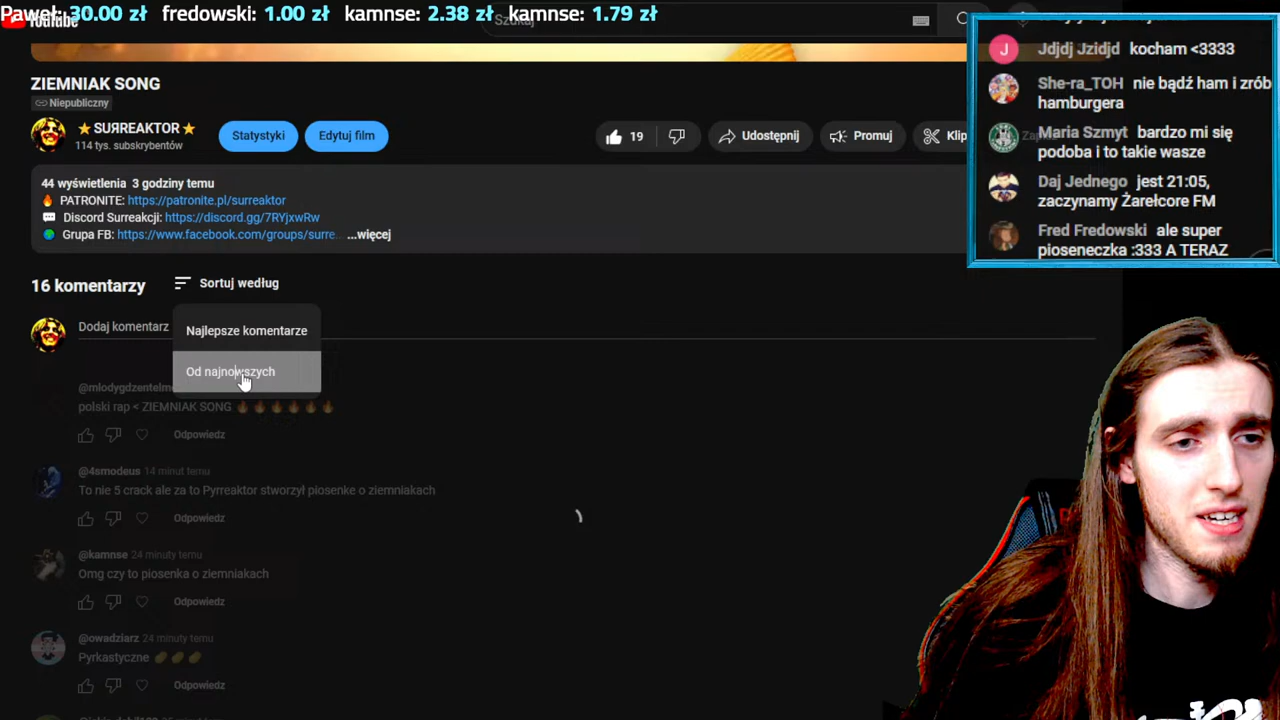 Paweł: 30.00 zł fredowski: 1.00 zł kamnse: 2.38 zł kamnse: 1.79 zł
YouTube
Szukaj
ZIEMNIAK SONG
Niepubliczny
SUЯREAKTOR
114 tys. subskrybentów
Statystyki
Edytuj film
19
Udostępnij
Promuj
Klip
44 wyświetlenia 3 godziny temu
PATRONITE: https://patronite.pl/surreaktor
Discord Surreakcji: https://discord.gg/7RYjxwRw
Grupa FB: https://www.facebook.com/groups/surre... ...więcej
16 komentarzy
Sortuj według
Dodaj komentarz
Najlepsze komentarze
Od najnowszych
@mlodygdzentelm
polski rap < ZIEMNIAK SONG 🔥🔥🔥🔥🔥🔥
Odpowiedz
@4smodeus 14 minut temu
To nie 5 crack ale za to Pyrreaktor stworzył piosenke o ziemniakach
Odpowiedz
@kamnse 24 minuty temu
Omg czy to piosenka o ziemniakach
Odpowiedz
@owadziarz 24 minuty temu
Pyrkastyczne 🥔🥔🥔
Odpowiedz
J
Jdjdj Jzidjd kocham <3333
She-ra_TOH nie bądź ham i zrób
hamburgera
Maria Szmyt bardzo mi się
podoba i to takie wasze
Daj Jednego jest 21:05,
zaczynamy Żarełcore FM
Fred Fredowski ale super
pioseneczka :333 A TERAZ